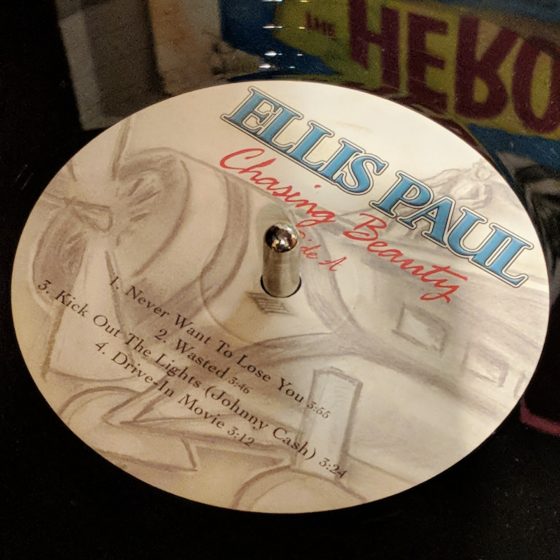 THE HERO
ELLIS PAUL
Chasing Beauty
Side A
1. Never Want To Lose You 3:55
2. Wasted 3:46
3. Kick Out The Lights (Johnny Cash) 3:24
4. Drive-In Movie 3:12